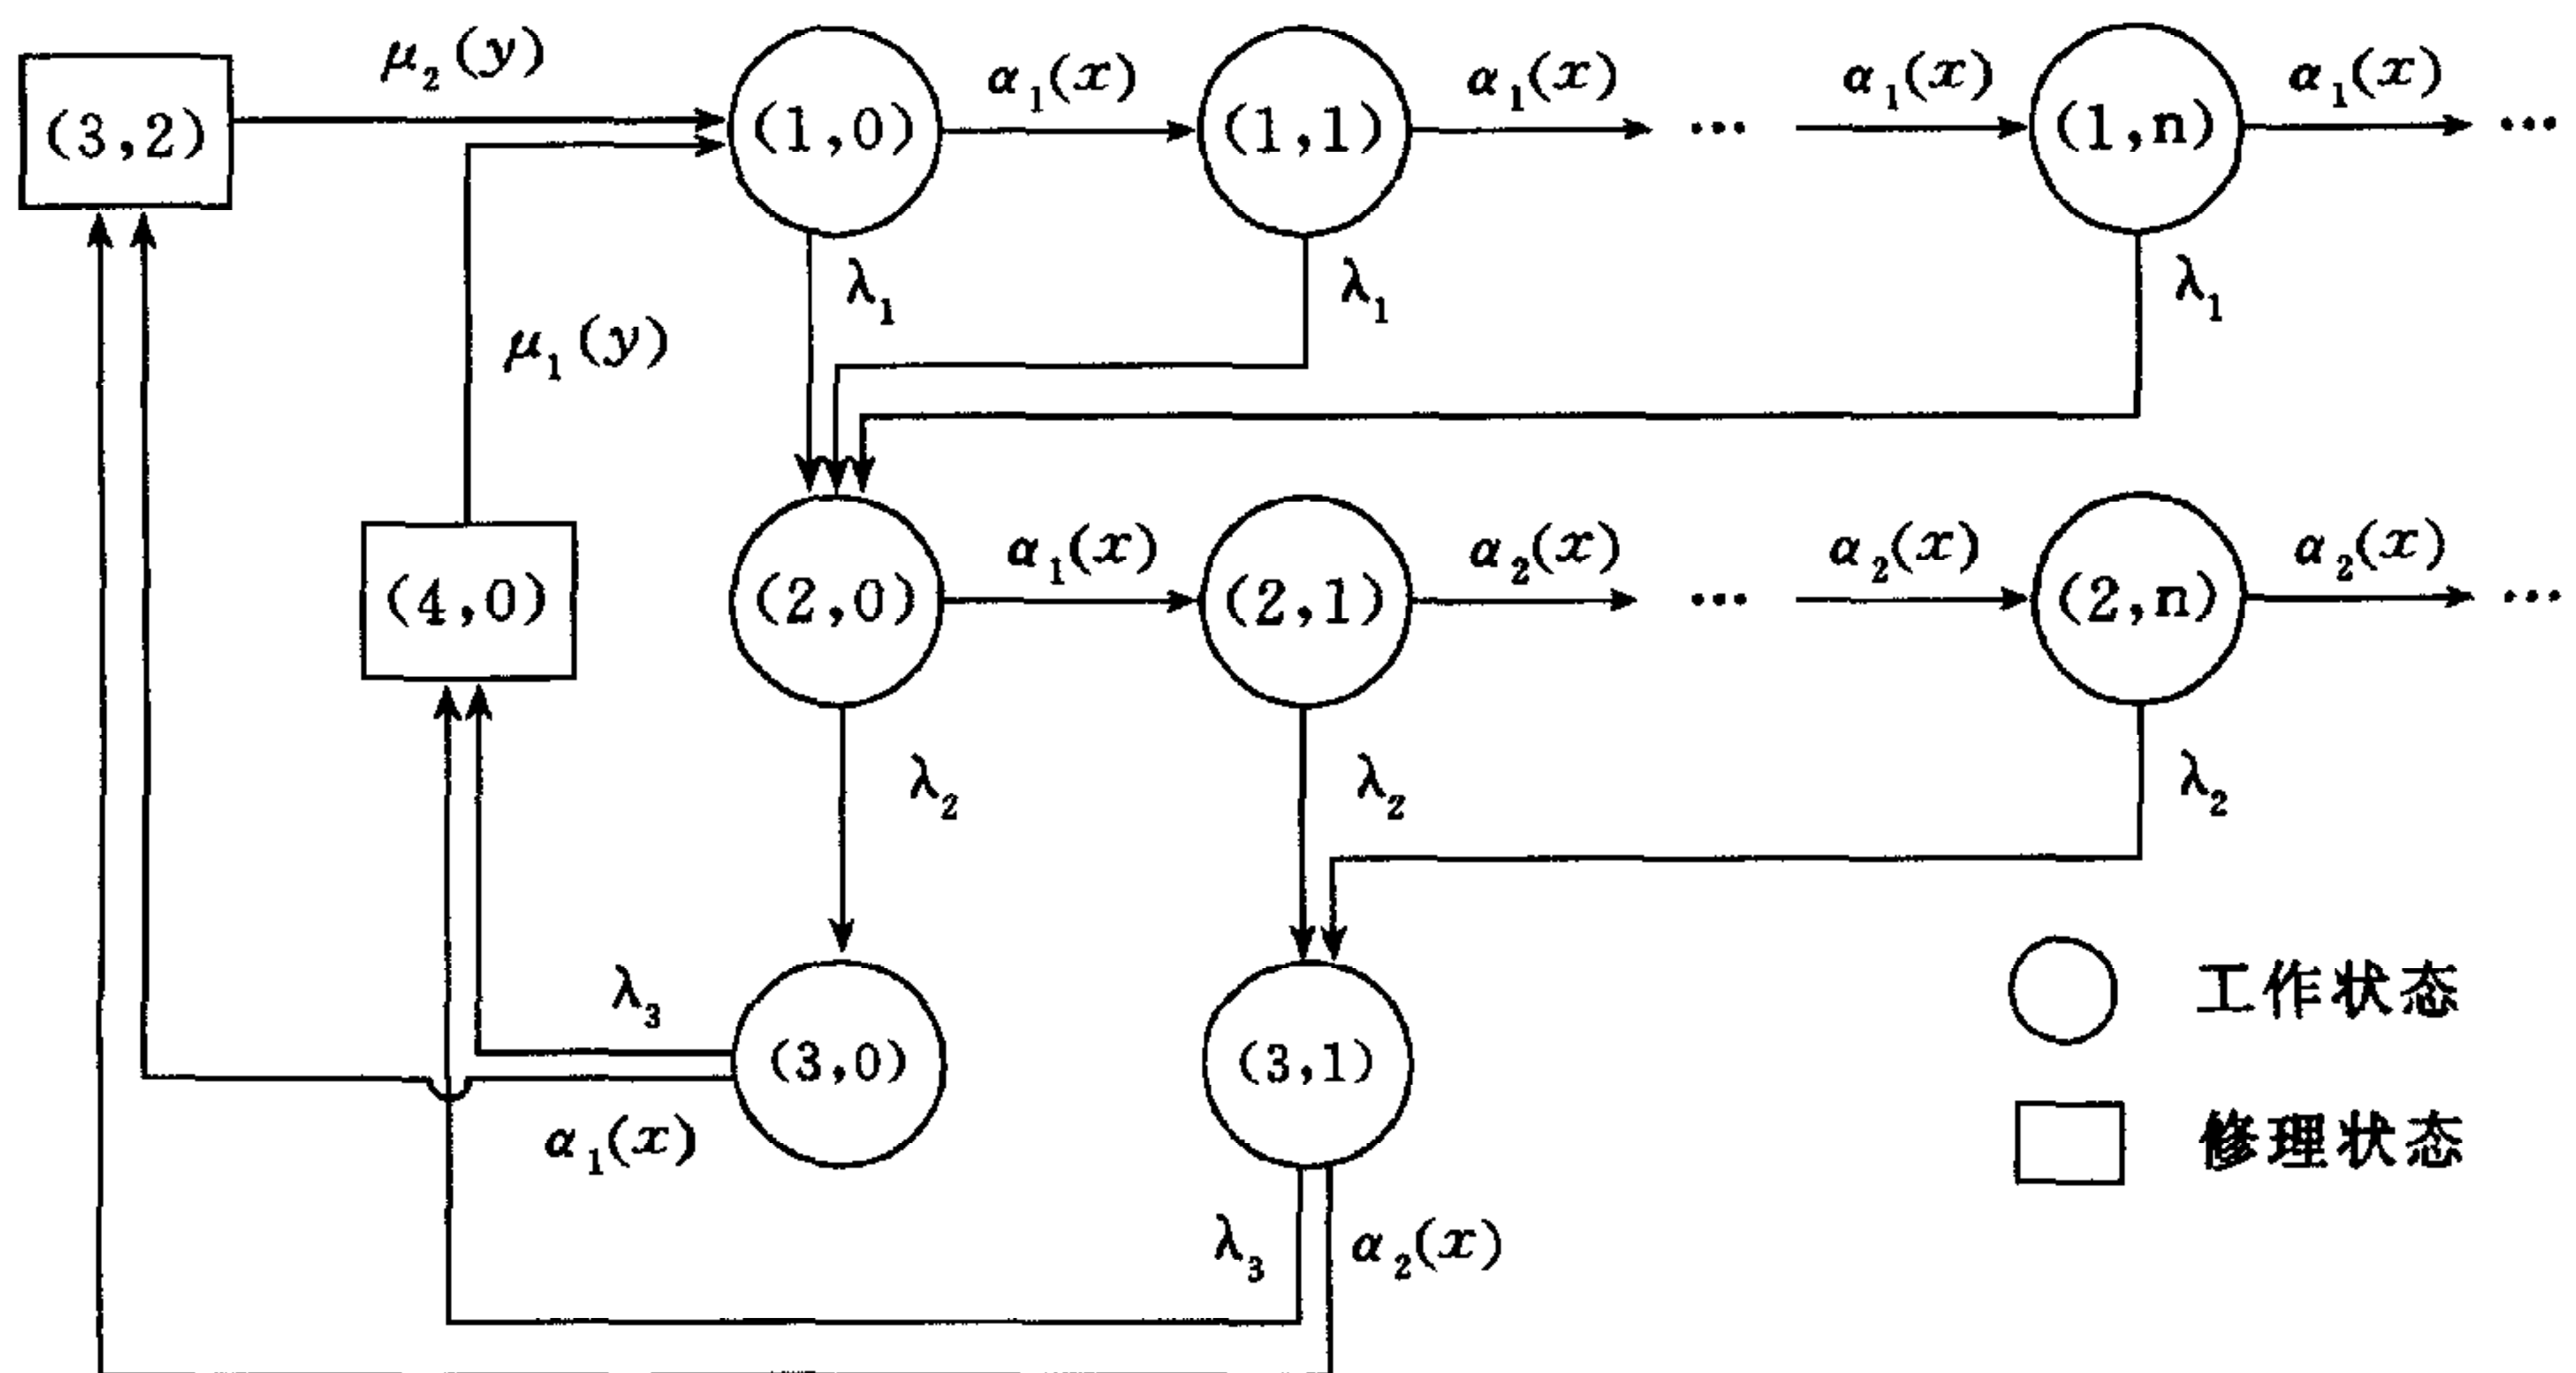 μ₂(y)
(3,2) (1,0) α₁(x) (1,1) α₁(x) ··· α₁(x) (1,n) α₁(x) ···
λ₁ λ₁ λ₁
μ₁(y)
(4,0) (2,0) α₁(x) (2,1) α₂(x) ··· α₂(x) (2,n) α₂(x) ···
λ₂ λ₂ λ₂
λ₃ (3,0) (3,1)
α₁(x)
λ₃ α₂(x)
工作状态
修理状态